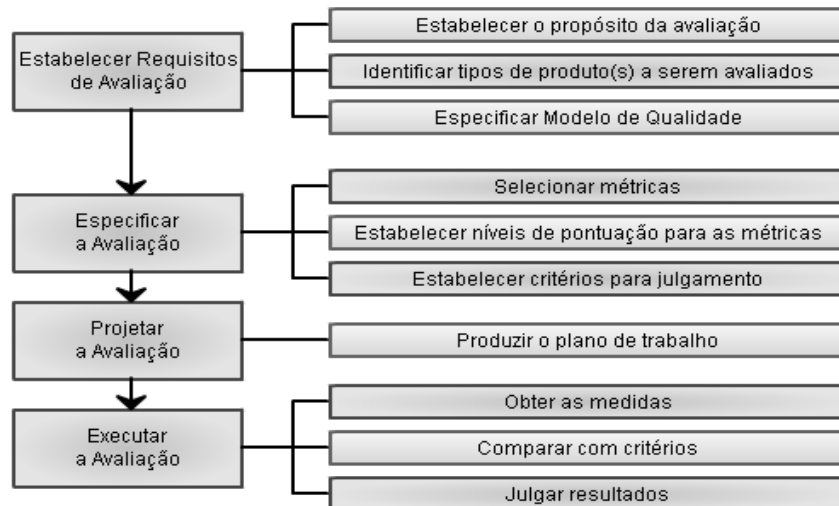 Estabelecer Requisitos
de Avaliação
Estabelecer o propósito da avaliação
Identificar tipos de produto(s) a serem avaliados
Especificar Modelo de Qualidade
Especificar
a Avaliação
Selecionar métricas
Estabelecer níveis de pontuação para as métricas
Estabelecer critérios para julgamento
Projetar
a Avaliação
Produzir o plano de trabalho
Executar
a Avaliação
Obter as medidas
Comparar com critérios
Julgar resultados